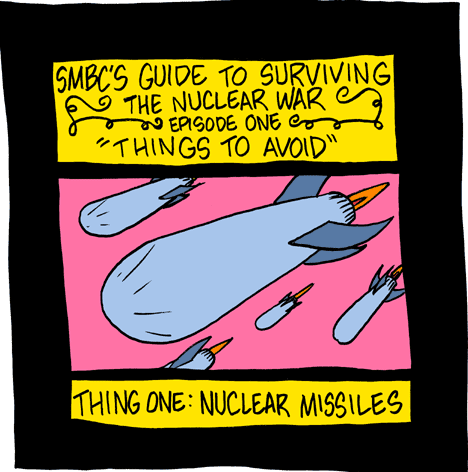 SMBC'S GUIDE TO SURVIVING
THE NUCLEAR WAR
EPISODE ONE
"THINGS TO AVOID"
THING ONE: NUCLEAR MISSILES